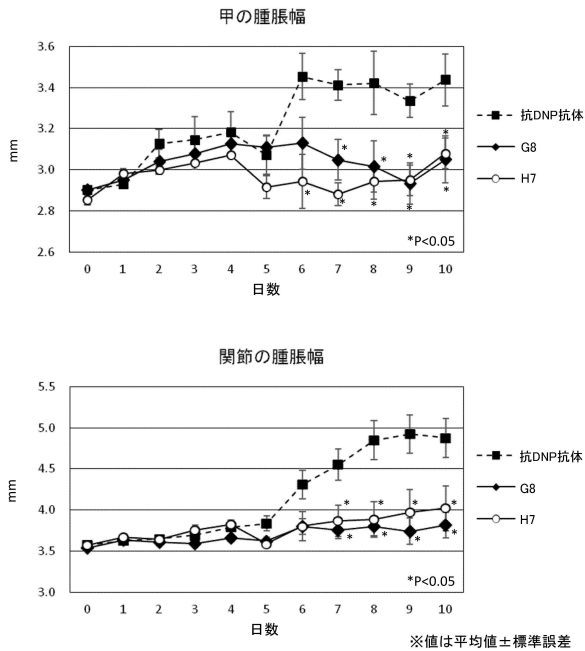 甲の腫脹幅
3.6
3.4
3.2
3.0
2.8
2.6
mm
0 1 2 3 4 5 6 7 8 9 10
日数
抗DNP抗体
G8
H7
* * * * * * * * *
*P<0.05
関節の腫脹幅
5.5
5.0
4.5
4.0
3.5
3.0
mm
0 1 2 3 4 5 6 7 8 9 10
日数
抗DNP抗体
G8
H7
* * * * * * * *
*P<0.05
※値は平均値±標準誤差